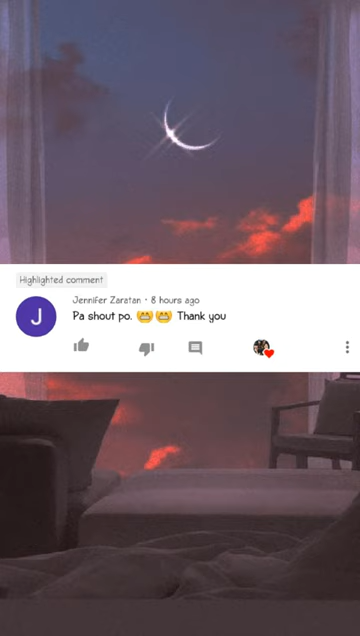 Highlighted comment
J
Jennifer Zaratan · 8 hours ago
Pa shout po. 😁😁 Thank you